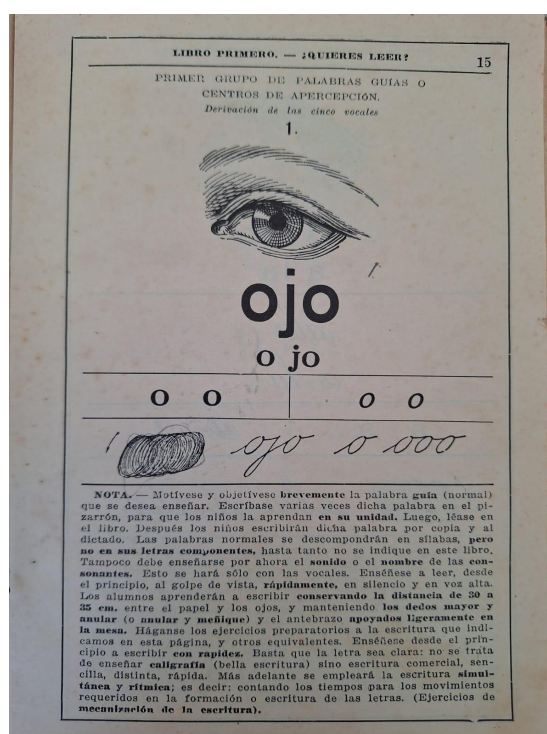 LIBRO PRIMERO. — ¿QUIERES LEER?
15
PRIMER GRUPO DE PALABRAS GUÍAS O
CENTROS DE APERCEPCIÓN.
Derivación de las cinco vocales
1.
ojo
o jo
o o o o
ojo o ooo
NOTA. — Motívese y objetívese brevemente la palabra guía (normal)
que se desea enseñar. Escríbase varias veces dicha palabra en el pi-
zarrón, para que los niños la aprendan en su unidad. Luego, léase en
el libro. Después los niños escribirán dicha palabra por copia y al
dictado. Las palabras normales se descompondrán en sílabas, pero
no en sus letras componentes, hasta tanto no se indique en este libro.
Tampoco debe enseñarse por ahora el sonido o el nombre de las con-
sonantes. Esto se hará sólo con las vocales. Enséñese a leer, desde
el principio, al golpe de vista, rápidamente, en silencio y en voz alta.
Los alumnos aprenderán a escribir conservando la distancia de 30 a
35 cm. entre el papel y los ojos, y manteniendo los dedos mayor y
anular (o anular y meñique) y el antebrazo apoyados ligeramente en
la mesa. Háganse los ejercicios preparatorios a la escritura que indi-
camos en esta página, y otros equivalentes. Enséñese desde el prin-
cipio a escribir con rapidez. Basta que la letra sea clara: no se trata
de enseñar caligrafía (bella escritura) sino escritura comercial, sen-
cilla, distinta, rápida. Más adelante se empleará la escritura simul-
tánea y rítmica; es decir: contando los tiempos para los movimientos
requeridos en la formación o escritura de las letras. (Ejercicios de
mecanización de la escritura).